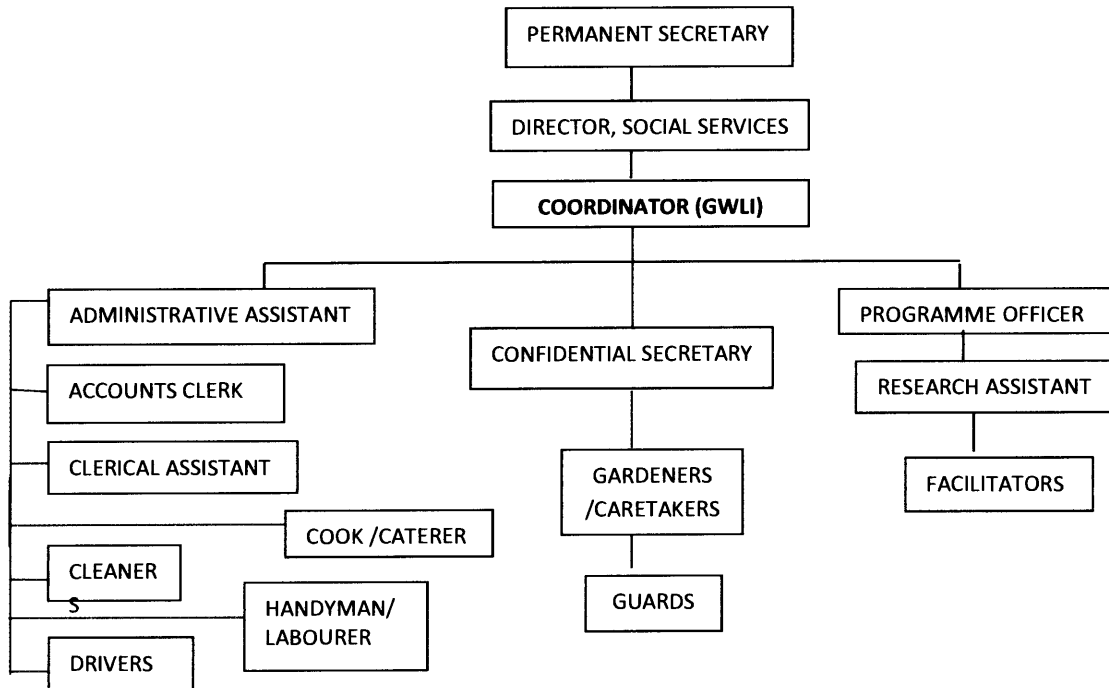 PERMANENT SECRETARY
DIRECTOR, SOCIAL SERVICES
COORDINATOR (GWLI)
ADMINISTRATIVE ASSISTANT
ACCOUNTS CLERK
CLERICAL ASSISTANT
COOK /CATERER
CLEANER
S
HANDYMAN/
LABOURER
DRIVERS
CONFIDENTIAL SECRETARY
GARDENERS
/CARETAKERS
GUARDS
PROGRAMME OFFICER
RESEARCH ASSISTANT
FACILITATORS